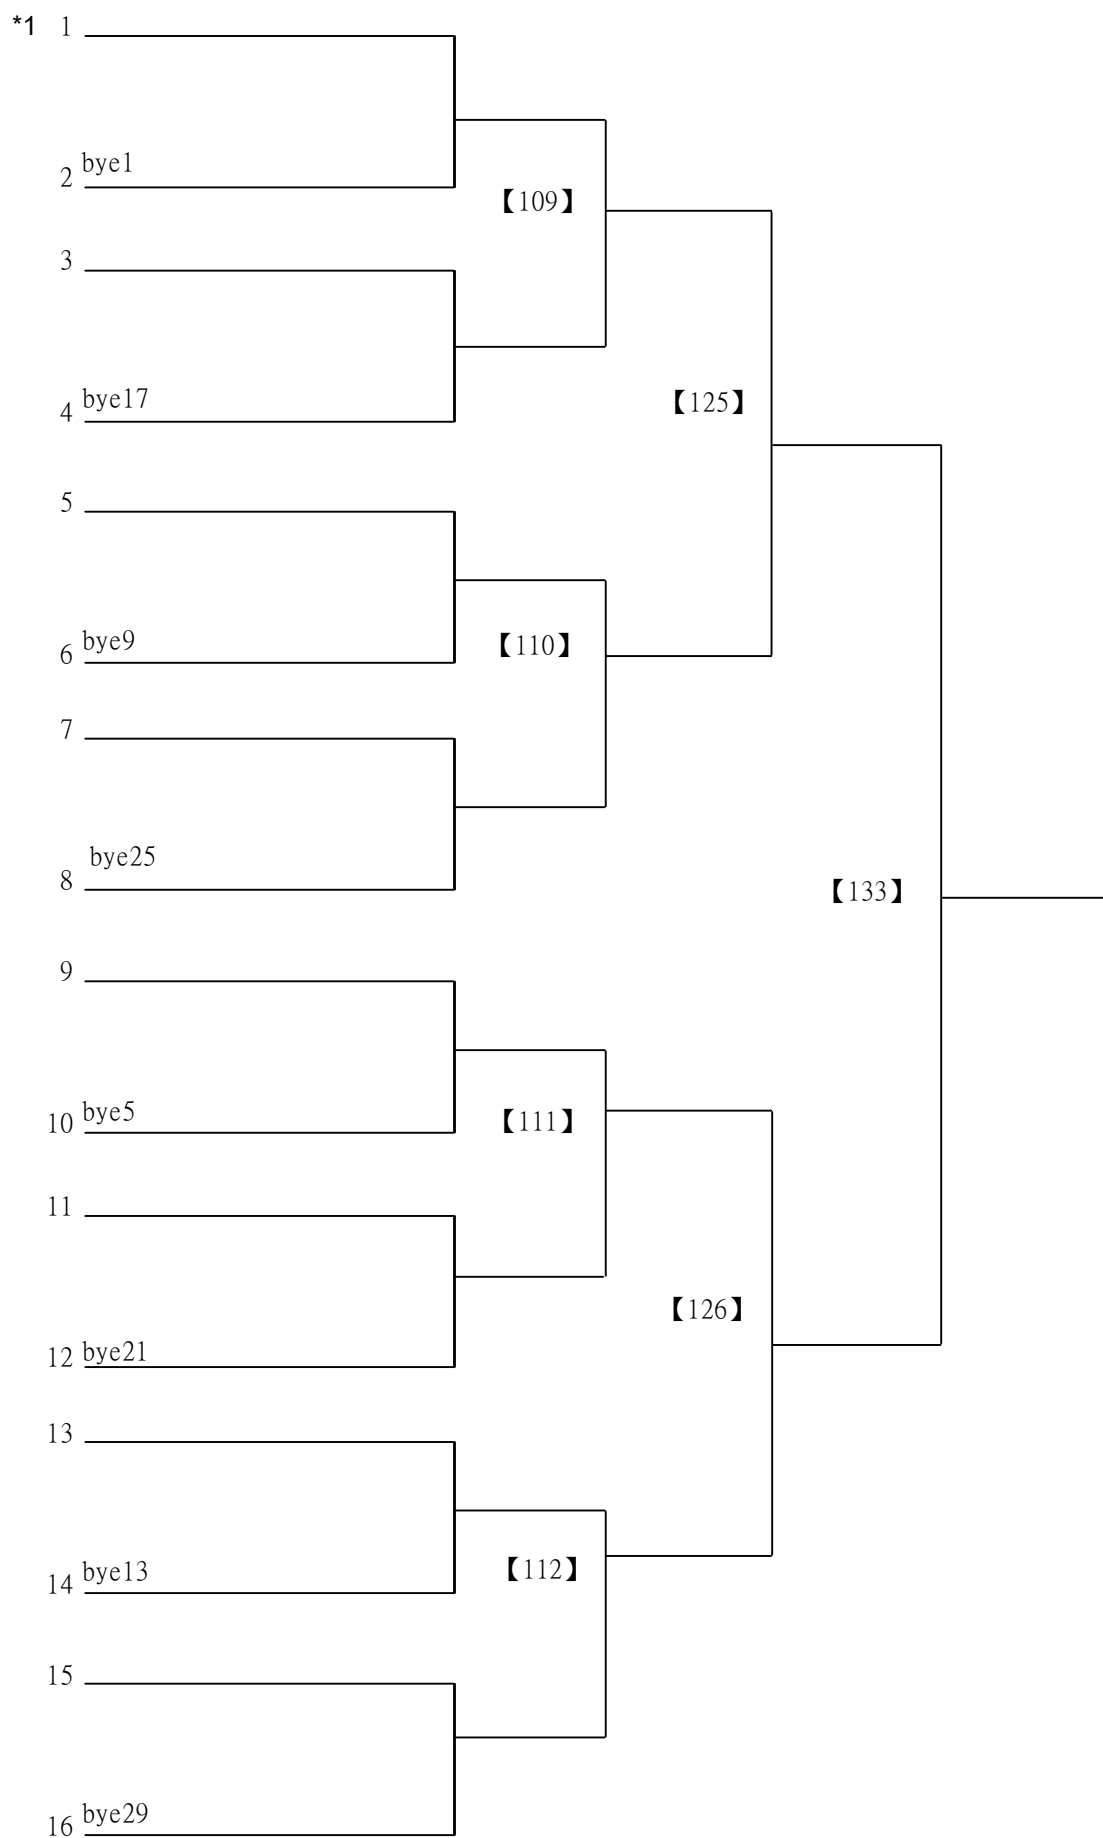 *1 1
2 bye1
【109】
3
4 bye17
【125】
5
6 bye9
【110】
7
8 bye25
【133】
9
10 bye5
【111】
11
12 bye21
【126】
13
14 bye13
【112】
15
16 bye29